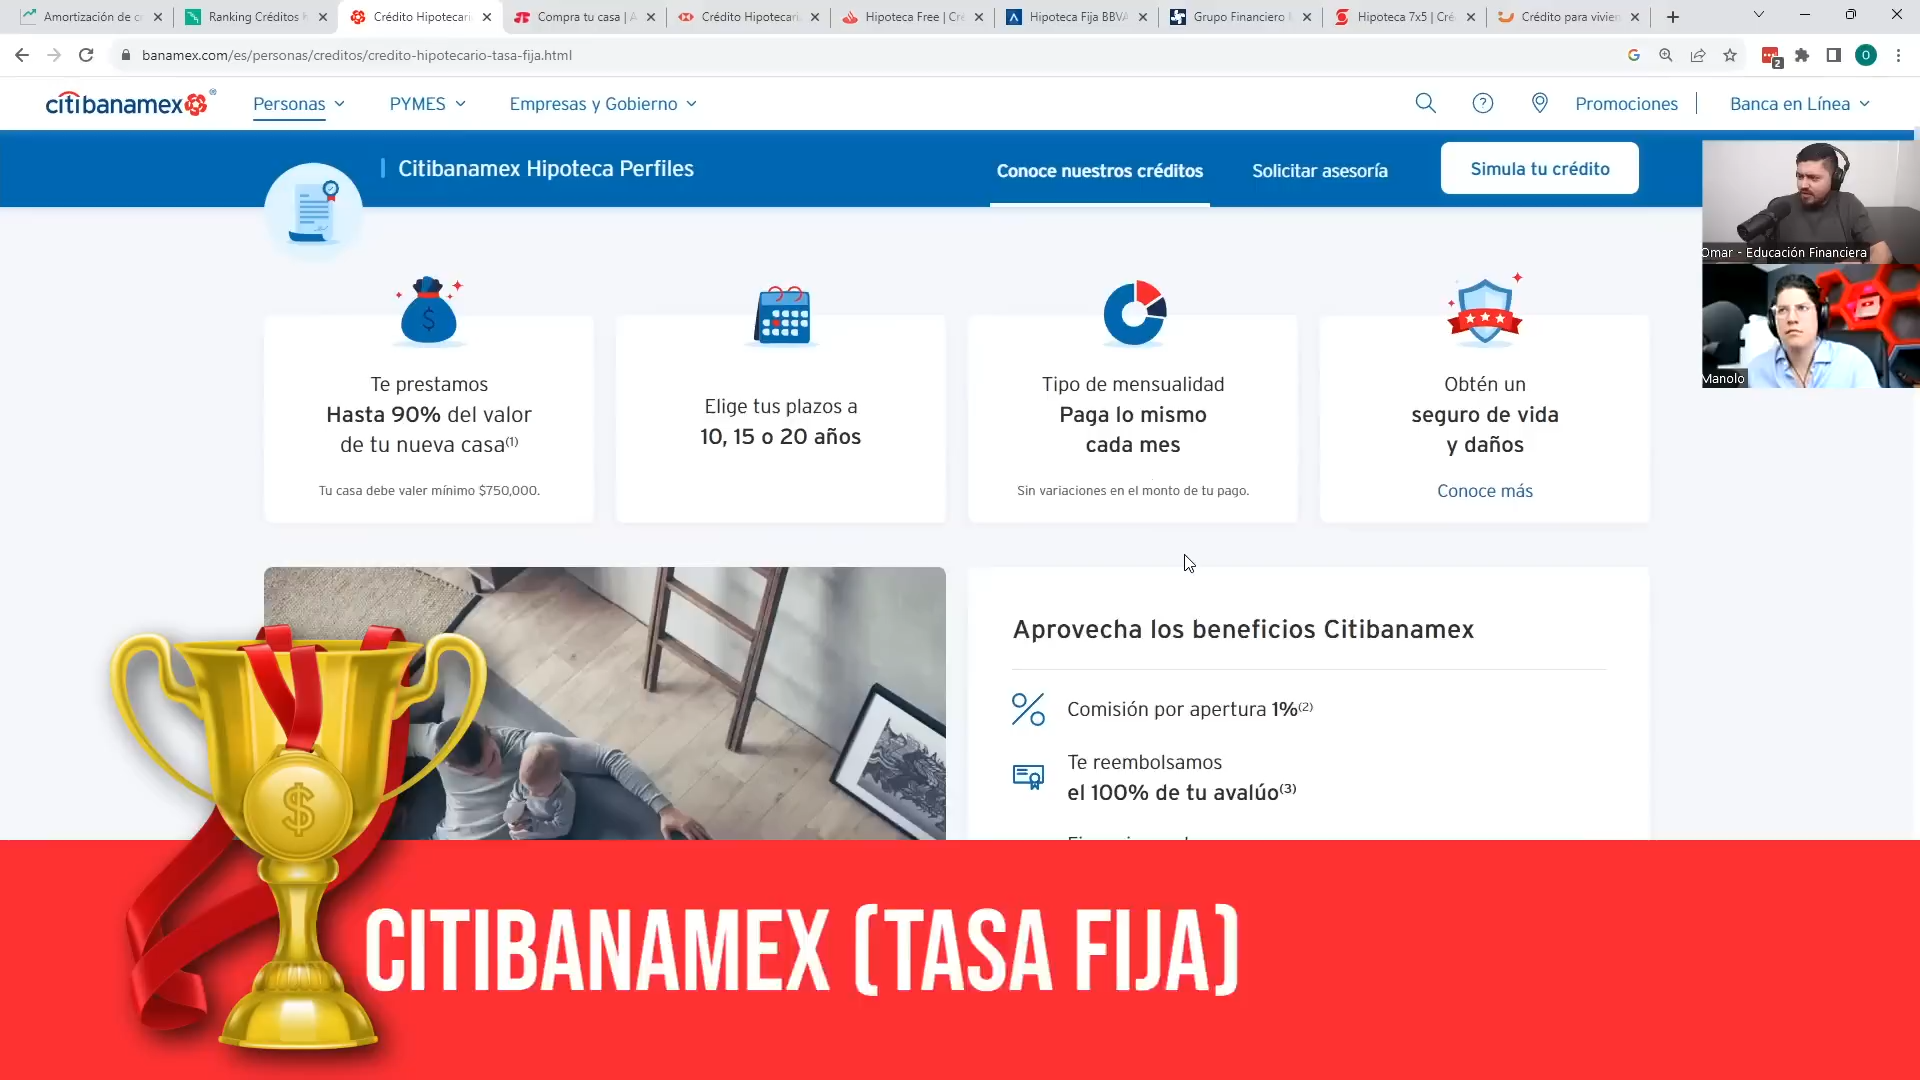 Amortización de c
Ranking Créditos h
Crédito Hipotecari
Compra tu casa | A
Crédito Hipotecari
Hipoteca Free | Cre
Hipoteca Fija BBVA
Grupo Financiero
Hipoteca 7x5 | Cré
Crédito para vivien
banamex.com/es/personas/creditos/credito-hipotecario-tasa-fija.html
2
O
citibanamex
Personas
PYMES
Empresas y Gobierno
Promociones
Banca en Línea
Citibanamex Hipoteca Perfiles
Conoce nuestros créditos
Solicitar asesoría
Simula tu crédito
Omar - Educación Financiera
Manolo
Te prestamos
Hasta 90% del valor
de tu nueva casa(1)
Tu casa debe valer mínimo $750,000.
Elige tus plazos a
10, 15 o 20 años
Tipo de mensualidad
Paga lo mismo
cada mes
Sin variaciones en el monto de tu pago.
Obtén un
seguro de vida
y daños
Conoce más
Aprovecha los beneficios Citibanamex
Comisión por apertura 1%(2)
Te reembolsamos
el 100% de tu avalúo(3)
$
CITIBANAMEX (TASA FIJA)